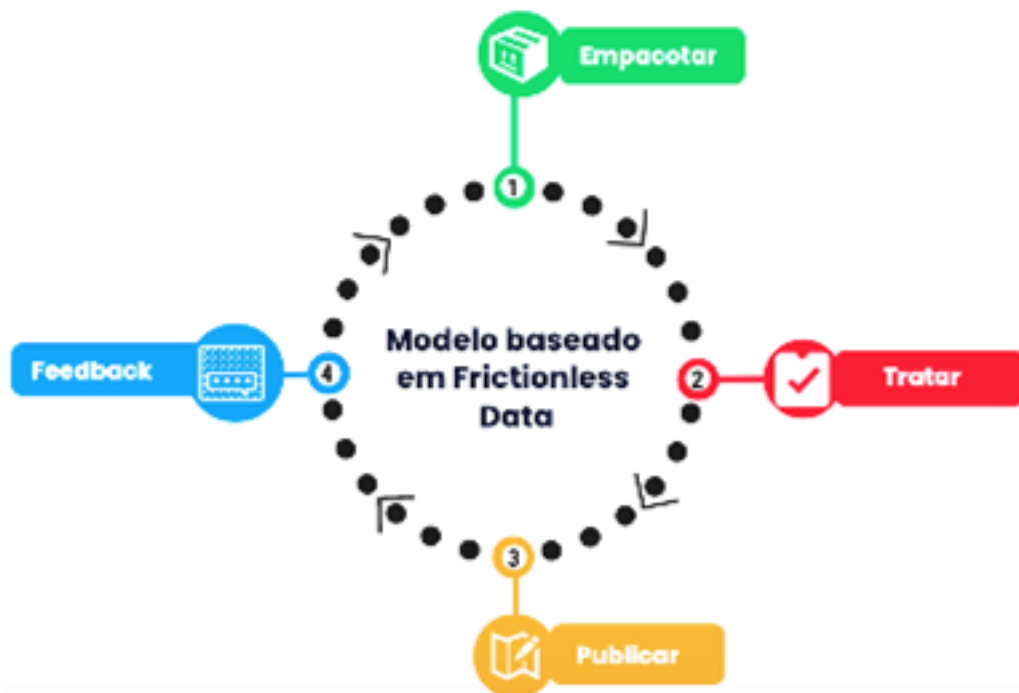 Empacotar
1
Modelo baseado
em Frictionless
Data
Feedback
4
2
Tratar
3
Publicar